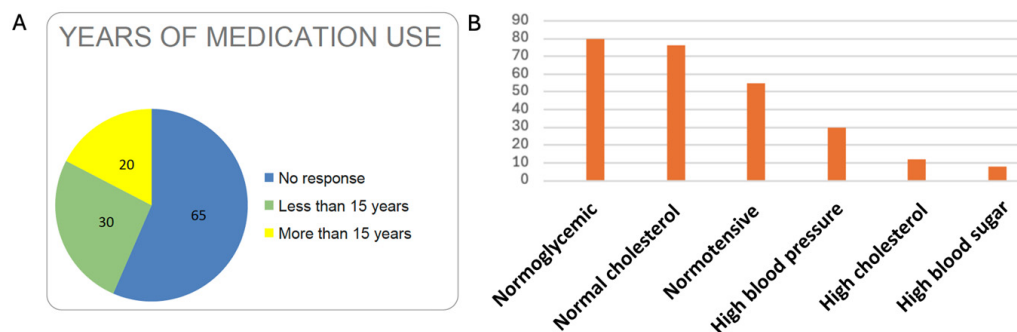 A
YEARS OF MEDICATION USE
20
30
65
No response
Less than 15 years
More than 15 years
B
90
80
70
60
50
40
30
20
10
0
Normoglycemic
Normal cholesterol
Normotensive
High blood pressure
High cholesterol
High blood sugar